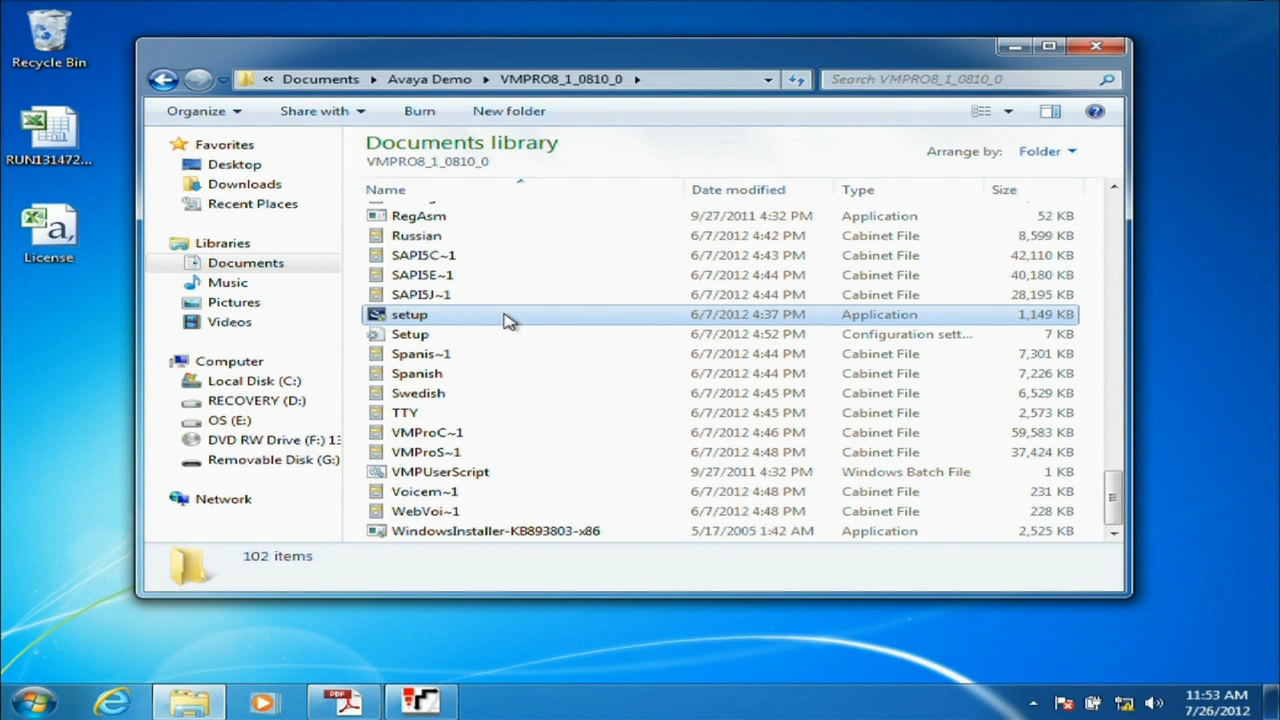 Recycle Bin
RUN131472...
a,
License
« Documents ▸ Avaya Demo ▸ VMPRO8_1_0810_0 ▸
Search VMPRO8_1_0810_0
Organize Share with Burn New folder
Favorites
Desktop
Downloads
Recent Places
Libraries
Documents
Music
Pictures
Videos
Computer
Local Disk (C:)
RECOVERY (D:)
OS (E:)
DVD RW Drive (F:) 13
Removable Disk (G:)
Network
Documents library
VMPRO8_1_0810_0
Arrange by: Folder
Name Date modified Type Size
RegAsm 9/27/2011 4:32 PM Application 52 KB
Russian 6/7/2012 4:42 PM Cabinet File 8,599 KB
SAPI5C~1 6/7/2012 4:43 PM Cabinet File 42,110 KB
SAPI5E~1 6/7/2012 4:44 PM Cabinet File 40,180 KB
SAPI5J~1 6/7/2012 4:44 PM Cabinet File 28,195 KB
setup 6/7/2012 4:37 PM Application 1,149 KB
Setup 6/7/2012 4:52 PM Configuration sett... 7 KB
Spanis~1 6/7/2012 4:44 PM Cabinet File 7,301 KB
Spanish 6/7/2012 4:44 PM Cabinet File 7,226 KB
Swedish 6/7/2012 4:45 PM Cabinet File 6,529 KB
TTY 6/7/2012 4:45 PM Cabinet File 2,573 KB
VMProC~1 6/7/2012 4:46 PM Cabinet File 59,583 KB
VMProS~1 6/7/2012 4:48 PM Cabinet File 37,424 KB
VMPUserScript 9/27/2011 4:32 PM Windows Batch File 1 KB
Voicem~1 6/7/2012 4:48 PM Cabinet File 231 KB
WebVoi~1 6/7/2012 4:48 PM Cabinet File 228 KB
WindowsInstaller-KB893803-x86 5/17/2005 1:42 AM Application 2,525 KB
102 items
PDF
11:53 AM
7/26/2012